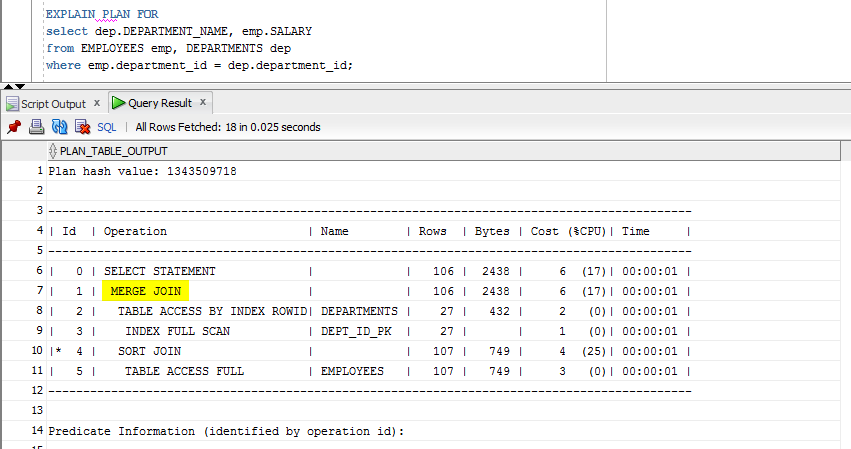 EXPLAIN PLAN FOR
select dep.DEPARTMENT_NAME, emp.SALARY
from EMPLOYEES emp, DEPARTMENTS dep
where emp.department_id = dep.department_id;
Script Output x Query Result x
SQL | All Rows Fetched: 18 in 0.025 seconds
PLAN_TABLE_OUTPUT
1 Plan hash value: 1343509718
2
3 --------------------------------------------------------------------------------------------
4 | Id | Operation | Name | Rows | Bytes | Cost (%CPU)| Time |
5 --------------------------------------------------------------------------------------------
6 | 0 | SELECT STATEMENT | | 106 | 2438 | 6 (17)| 00:00:01 |
7 | 1 | MERGE JOIN | | 106 | 2438 | 6 (17)| 00:00:01 |
8 | 2 | TABLE ACCESS BY INDEX ROWID| DEPARTMENTS | 27 | 432 | 2 (0)| 00:00:01 |
9 | 3 | INDEX FULL SCAN | DEPT_ID_PK | 27 | | 1 (0)| 00:00:01 |
10 |* 4 | SORT JOIN | | 107 | 749 | 4 (25)| 00:00:01 |
11 | 5 | TABLE ACCESS FULL | EMPLOYEES | 107 | 749 | 3 (0)| 00:00:01 |
12 --------------------------------------------------------------------------------------------
13
14 Predicate Information (identified by operation id):